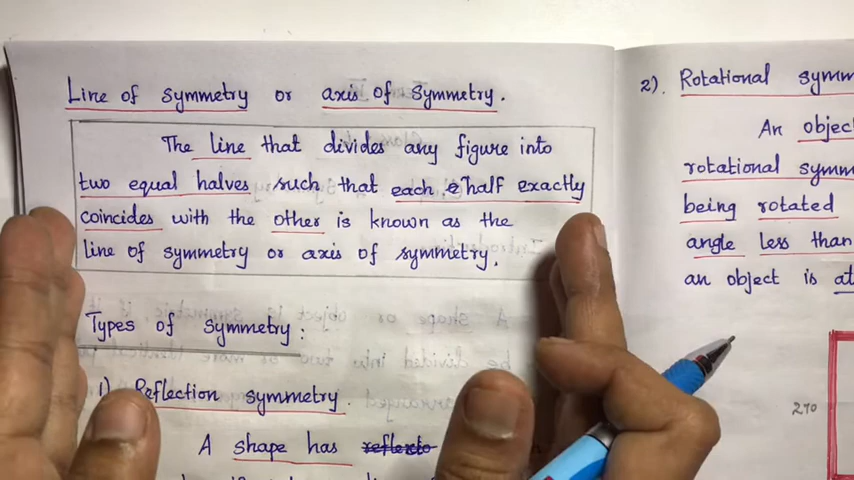 Line of symmetry or axis of symmetry.
The line that divides any figure into
two equal halves such that each half exactly
coincides with the other is known as the
line of symmetry or axis of symmetry.
Types of symmetry:
1) Reflection symmetry.
A shape has
2). Rotational symm
An object
rotational symm
being rotated
angle less than
an object is at
270